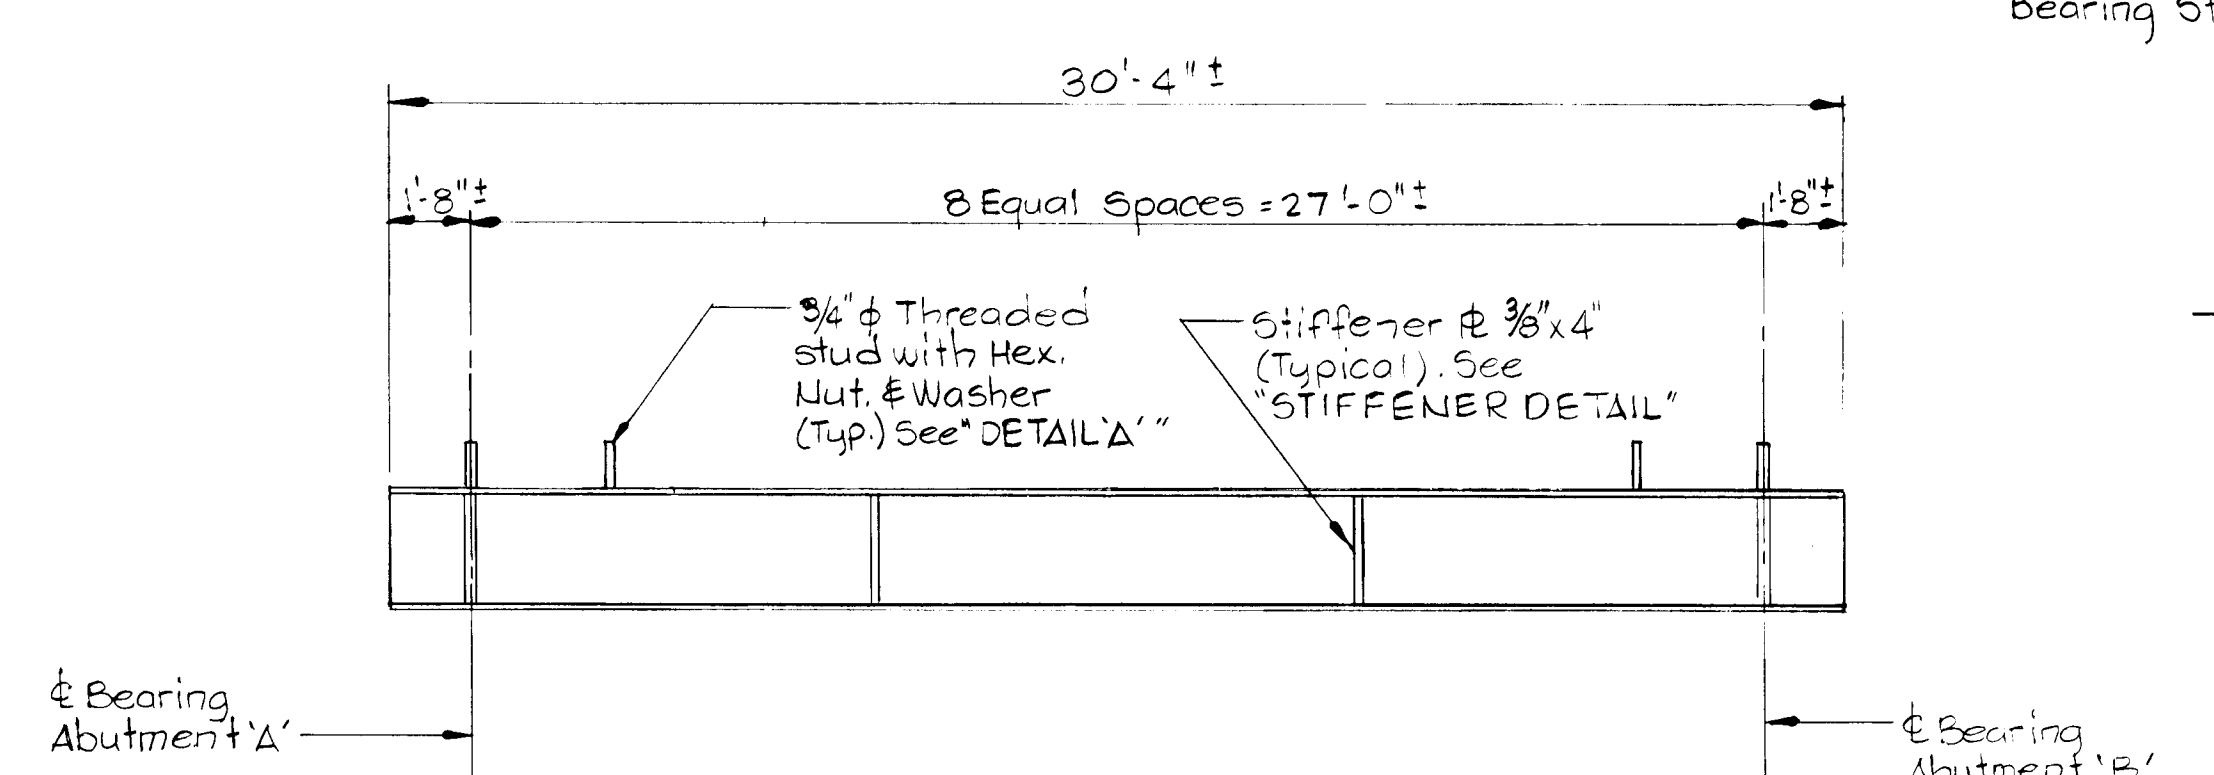 Bearing St
30'-4"±
1'-8"±
8 Equal Spaces = 27'-0"±
1'-8"±
3/4"ϕ Threaded
stud with Hex.
Nut. & Washer
(Typ.) See "DETAIL 'A' "
Stiffener ⅊ 3/8"x4"
(Typical). See
"STIFFENER DETAIL"
℄ Bearing
Abutment 'A'
℄ Bearing
Abutment 'B'